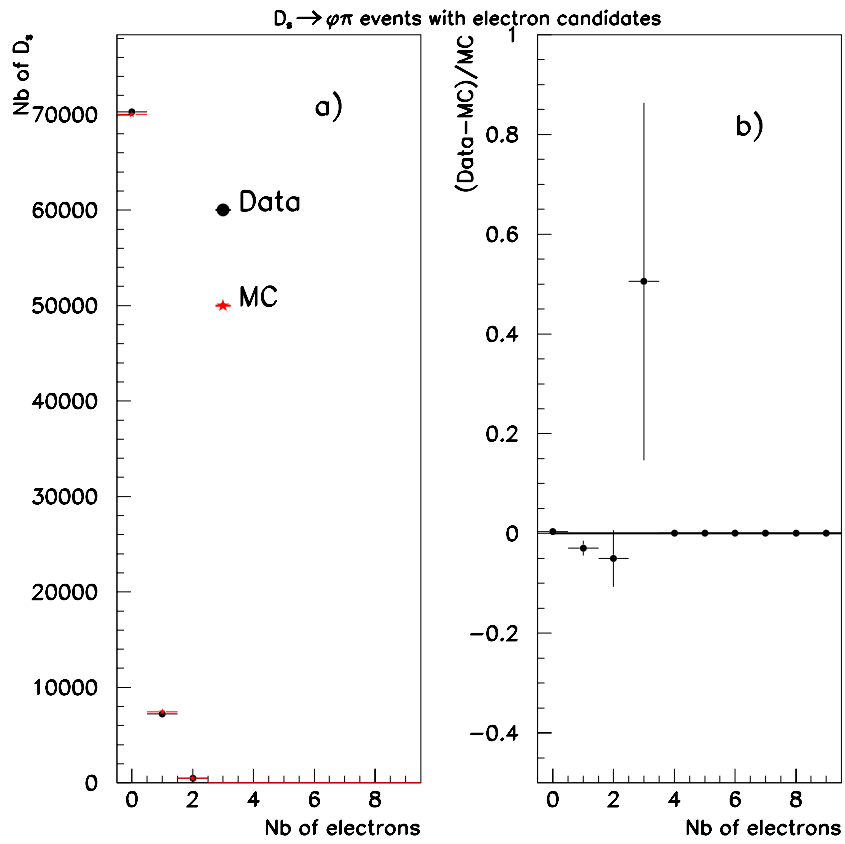 Dₛ → φπ events with electron candidates
Nb of Dₛ
a)
Data
MC
70000
60000
50000
40000
30000
20000
10000
0
0 2 4 6 8
Nb of electrons
(Data−MC)/MC
b)
1
0.8
0.6
0.4
0.2
0
−0.2
−0.4
0 2 4 6 8
Nb of electrons